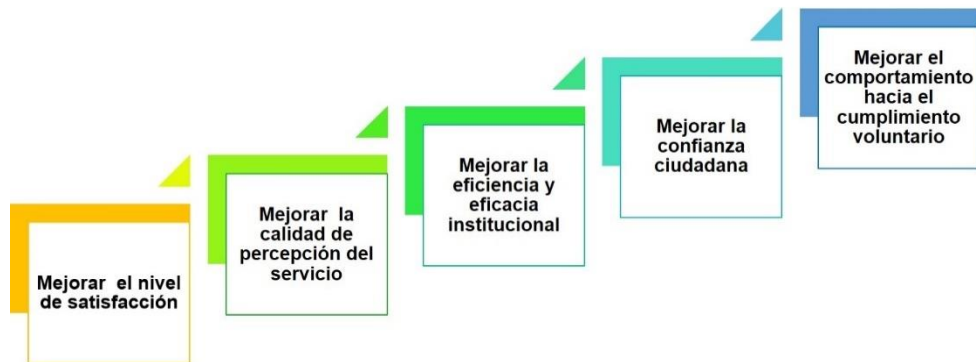 Mejorar el nivel
de satisfacción
Mejorar la
calidad de
percepción del
servicio
Mejorar la
eficiencia y
eficacia
institucional
Mejorar la
confianza
ciudadana
Mejorar el
comportamiento
hacia el
cumplimiento
voluntario